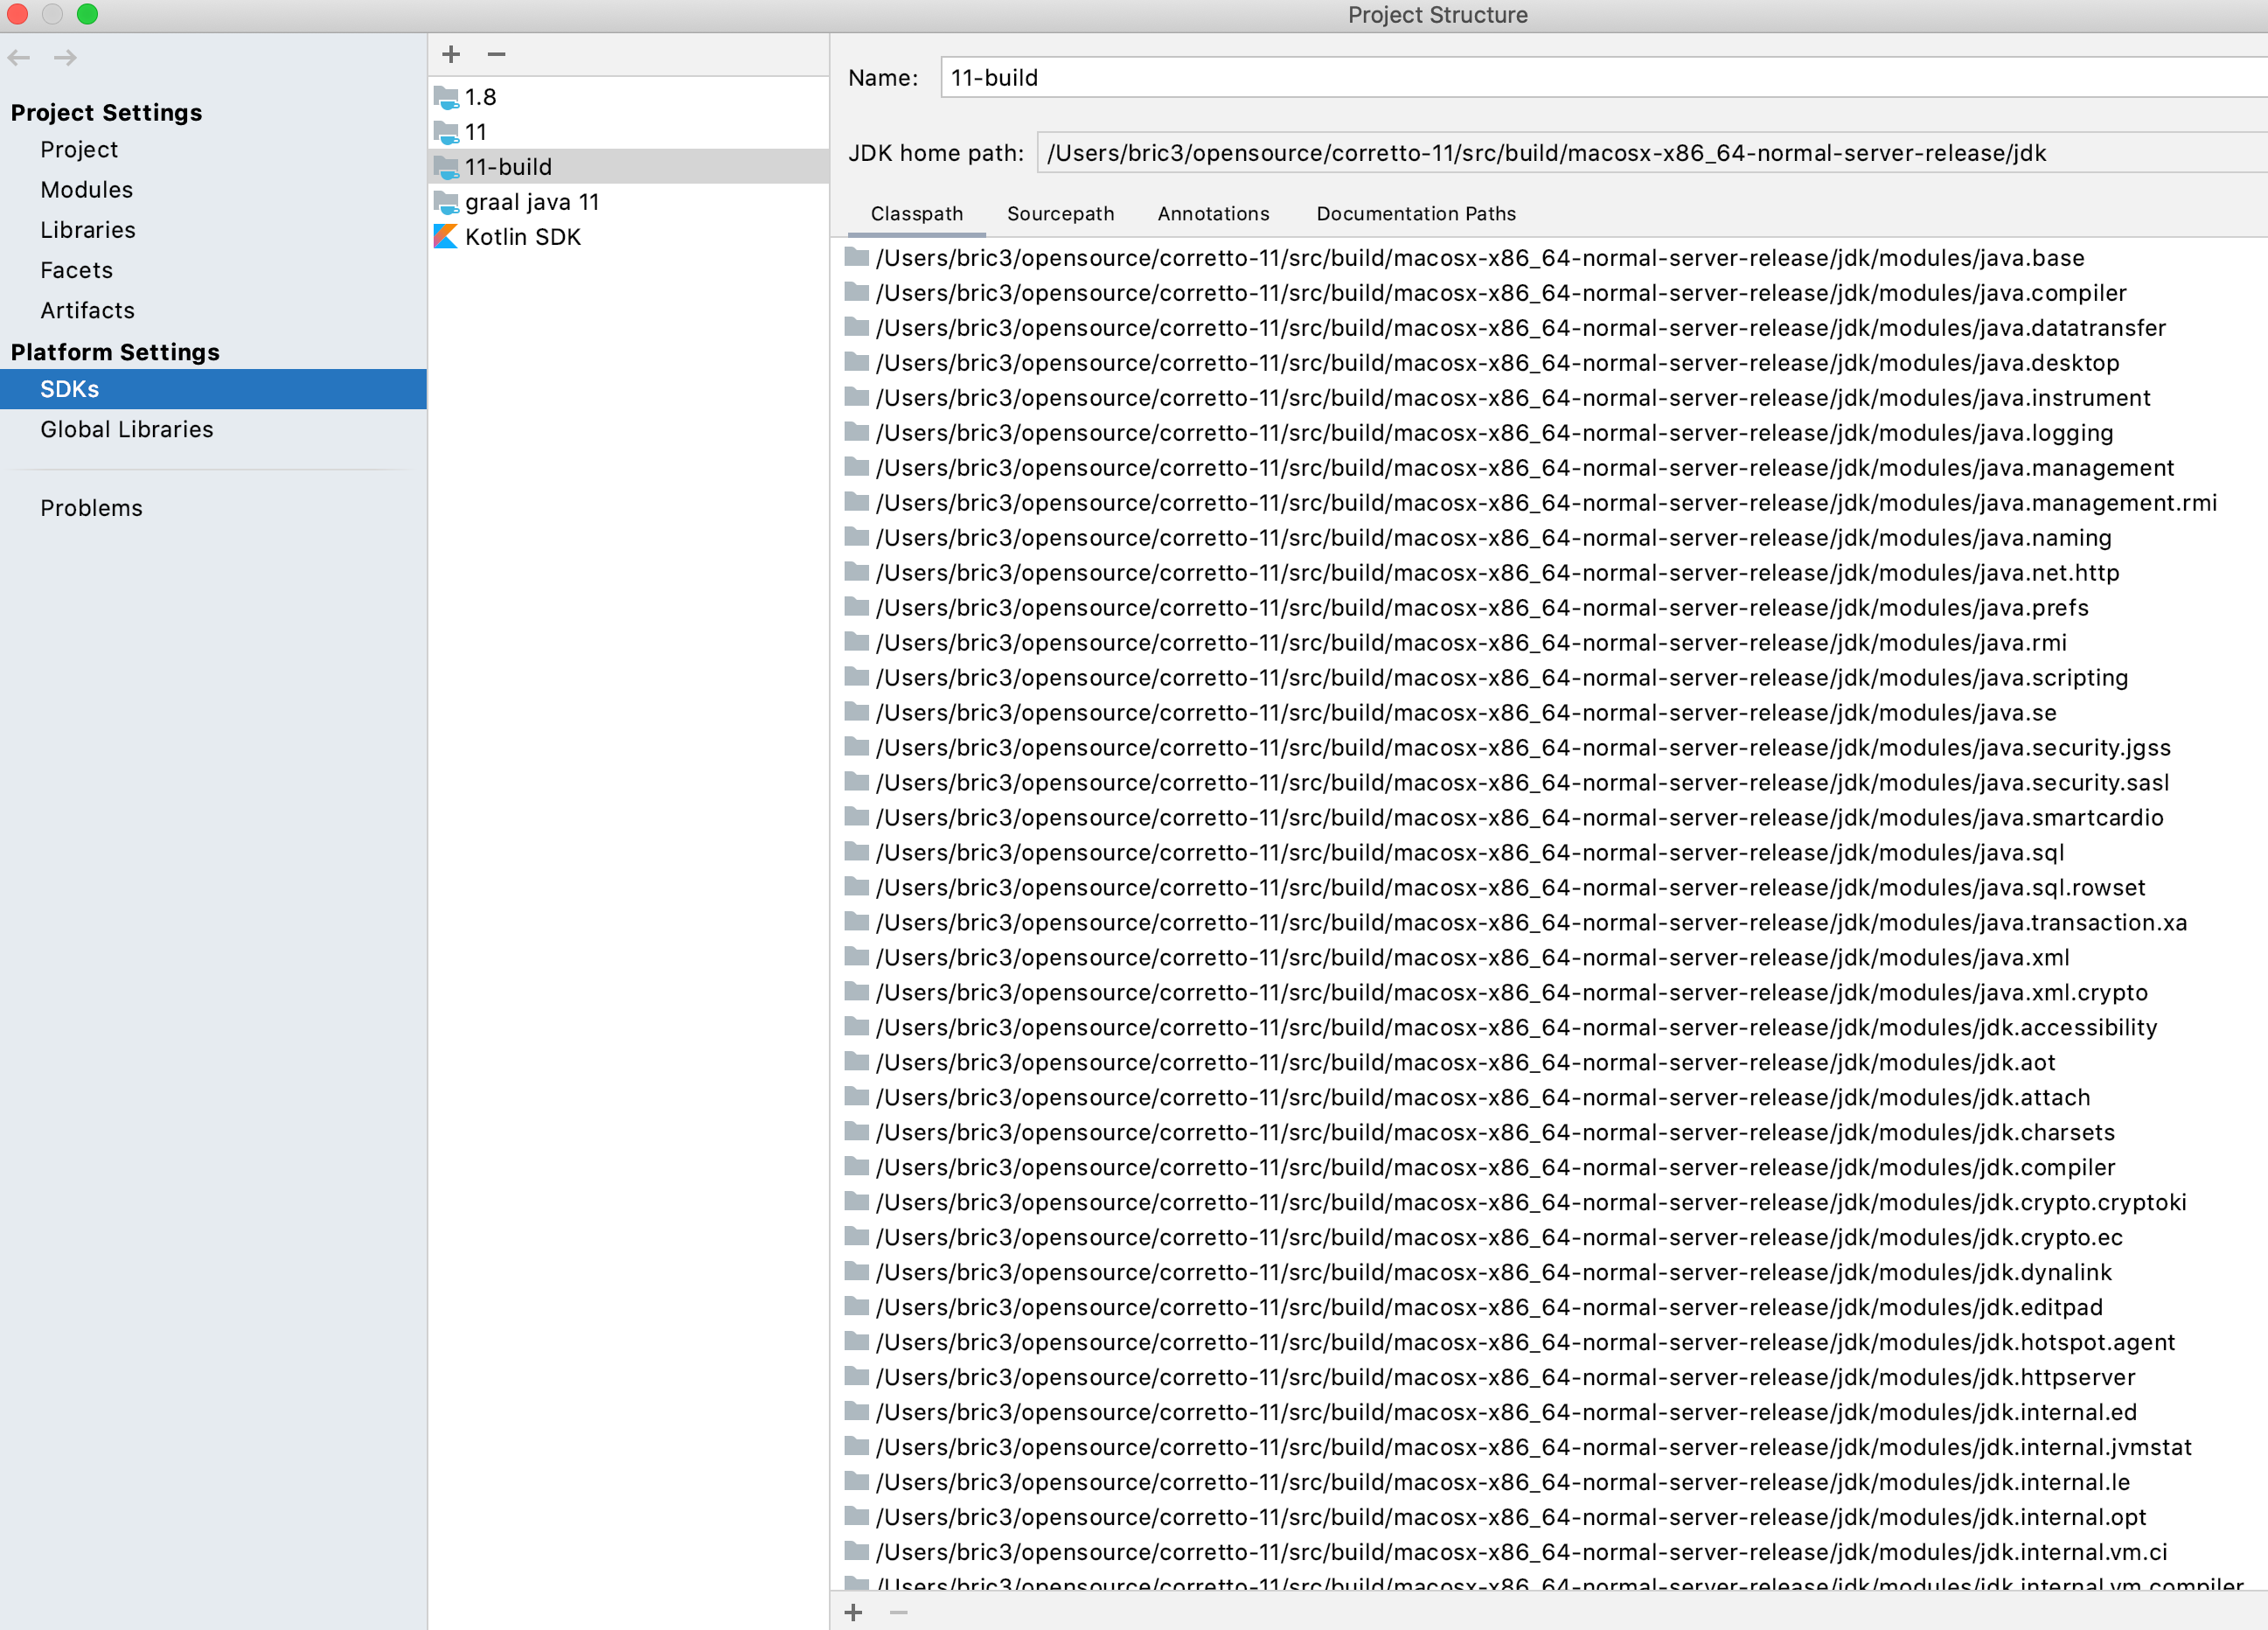 Project Structure
Project Settings
Project
Modules
Libraries
Facets
Artifacts
Platform Settings
SDKs
Global Libraries
Problems
1.8
11
11-build
graal java 11
Kotlin SDK
Name: 11-build
JDK home path: /Users/bric3/opensource/corretto-11/src/build/macosx-x86_64-normal-server-release/jdk
Classpath Sourcepath Annotations Documentation Paths
/Users/bric3/opensource/corretto-11/src/build/macosx-x86_64-normal-server-release/jdk/modules/java.base
/Users/bric3/opensource/corretto-11/src/build/macosx-x86_64-normal-server-release/jdk/modules/java.compiler
/Users/bric3/opensource/corretto-11/src/build/macosx-x86_64-normal-server-release/jdk/modules/java.datatransfer
/Users/bric3/opensource/corretto-11/src/build/macosx-x86_64-normal-server-release/jdk/modules/java.desktop
/Users/bric3/opensource/corretto-11/src/build/macosx-x86_64-normal-server-release/jdk/modules/java.instrument
/Users/bric3/opensource/corretto-11/src/build/macosx-x86_64-normal-server-release/jdk/modules/java.logging
/Users/bric3/opensource/corretto-11/src/build/macosx-x86_64-normal-server-release/jdk/modules/java.management
/Users/bric3/opensource/corretto-11/src/build/macosx-x86_64-normal-server-release/jdk/modules/java.management.rmi
/Users/bric3/opensource/corretto-11/src/build/macosx-x86_64-normal-server-release/jdk/modules/java.naming
/Users/bric3/opensource/corretto-11/src/build/macosx-x86_64-normal-server-release/jdk/modules/java.net.http
/Users/bric3/opensource/corretto-11/src/build/macosx-x86_64-normal-server-release/jdk/modules/java.prefs
/Users/bric3/opensource/corretto-11/src/build/macosx-x86_64-normal-server-release/jdk/modules/java.rmi
/Users/bric3/opensource/corretto-11/src/build/macosx-x86_64-normal-server-release/jdk/modules/java.scripting
/Users/bric3/opensource/corretto-11/src/build/macosx-x86_64-normal-server-release/jdk/modules/java.se
/Users/bric3/opensource/corretto-11/src/build/macosx-x86_64-normal-server-release/jdk/modules/java.security.jgss
/Users/bric3/opensource/corretto-11/src/build/macosx-x86_64-normal-server-release/jdk/modules/java.security.sasl
/Users/bric3/opensource/corretto-11/src/build/macosx-x86_64-normal-server-release/jdk/modules/java.smartcardio
/Users/bric3/opensource/corretto-11/src/build/macosx-x86_64-normal-server-release/jdk/modules/java.sql
/Users/bric3/opensource/corretto-11/src/build/macosx-x86_64-normal-server-release/jdk/modules/java.sql.rowset
/Users/bric3/opensource/corretto-11/src/build/macosx-x86_64-normal-server-release/jdk/modules/java.transaction.xa
/Users/bric3/opensource/corretto-11/src/build/macosx-x86_64-normal-server-release/jdk/modules/java.xml
/Users/bric3/opensource/corretto-11/src/build/macosx-x86_64-normal-server-release/jdk/modules/java.xml.crypto
/Users/bric3/opensource/corretto-11/src/build/macosx-x86_64-normal-server-release/jdk/modules/jdk.accessibility
/Users/bric3/opensource/corretto-11/src/build/macosx-x86_64-normal-server-release/jdk/modules/jdk.aot
/Users/bric3/opensource/corretto-11/src/build/macosx-x86_64-normal-server-release/jdk/modules/jdk.attach
/Users/bric3/opensource/corretto-11/src/build/macosx-x86_64-normal-server-release/jdk/modules/jdk.charsets
/Users/bric3/opensource/corretto-11/src/build/macosx-x86_64-normal-server-release/jdk/modules/jdk.compiler
/Users/bric3/opensource/corretto-11/src/build/macosx-x86_64-normal-server-release/jdk/modules/jdk.crypto.cryptoki
/Users/bric3/opensource/corretto-11/src/build/macosx-x86_64-normal-server-release/jdk/modules/jdk.crypto.ec
/Users/bric3/opensource/corretto-11/src/build/macosx-x86_64-normal-server-release/jdk/modules/jdk.dynalink
/Users/bric3/opensource/corretto-11/src/build/macosx-x86_64-normal-server-release/jdk/modules/jdk.editpad
/Users/bric3/opensource/corretto-11/src/build/macosx-x86_64-normal-server-release/jdk/modules/jdk.hotspot.agent
/Users/bric3/opensource/corretto-11/src/build/macosx-x86_64-normal-server-release/jdk/modules/jdk.httpserver
/Users/bric3/opensource/corretto-11/src/build/macosx-x86_64-normal-server-release/jdk/modules/jdk.internal.ed
/Users/bric3/opensource/corretto-11/src/build/macosx-x86_64-normal-server-release/jdk/modules/jdk.internal.jvmstat
/Users/bric3/opensource/corretto-11/src/build/macosx-x86_64-normal-server-release/jdk/modules/jdk.internal.le
/Users/bric3/opensource/corretto-11/src/build/macosx-x86_64-normal-server-release/jdk/modules/jdk.internal.opt
/Users/bric3/opensource/corretto-11/src/build/macosx-x86_64-normal-server-release/jdk/modules/jdk.internal.vm.ci
/Users/bric3/opensource/corretto-11/src/build/macosx-x86_64-normal-server-release/jdk/modules/jdk.internal.vm.compiler